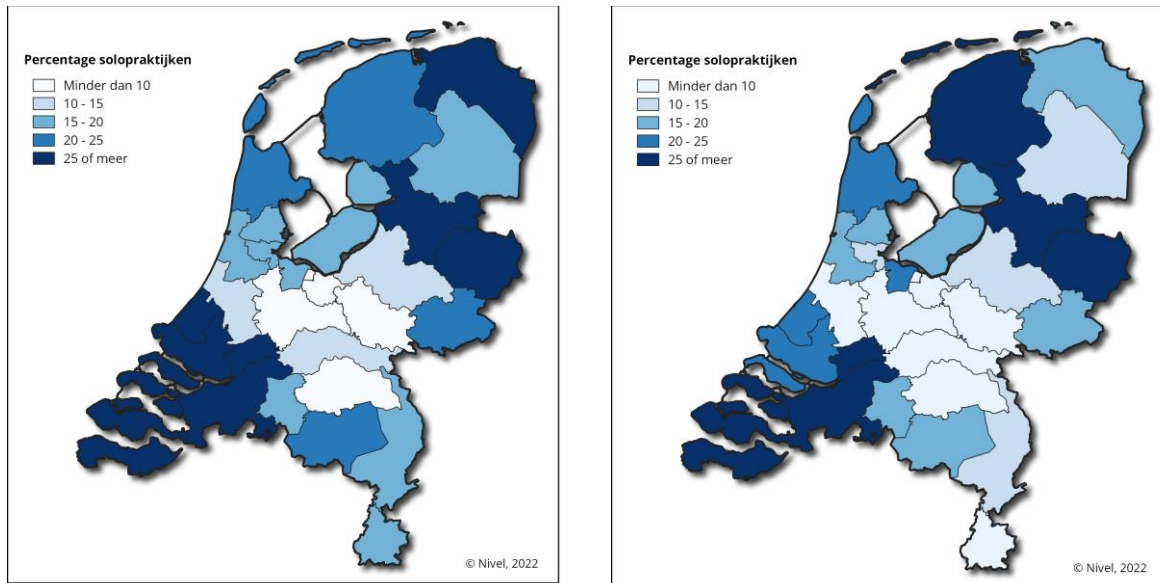 Percentage solopraktijken
Minder dan 10
10 - 15
15 - 20
20 - 25
25 of meer
© Nivel, 2022
Percentage solopraktijken
Minder dan 10
10 - 15
15 - 20
20 - 25
25 of meer
© Nivel, 2022